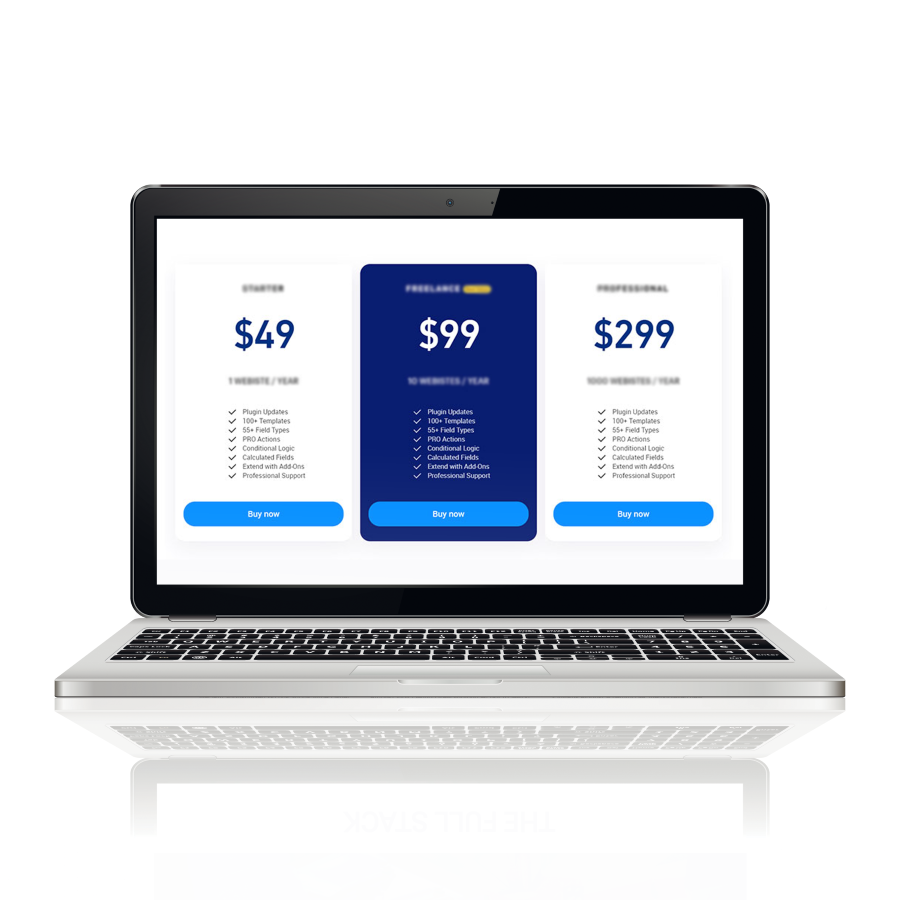 STARTER
$49
1 WEBISTE / YEAR
Plugin Updates
100+ Templates
55+ Field Types
PRO Actions
Conditional Logic
Calculated Fields
Extend with Add-Ons
Professional Support
Buy now
FREELANCE
$99
10 WEBISTES / YEAR
Plugin Updates
100+ Templates
55+ Field Types
PRO Actions
Conditional Logic
Calculated Fields
Extend with Add-Ons
Professional Support
Buy now
PROFESSIONAL
$299
1000 WEBISTES / YEAR
Plugin Updates
100+ Templates
55+ Field Types
PRO Actions
Conditional Logic
Calculated Fields
Extend with Add-Ons
Professional Support
Buy now
THE FULL STACK